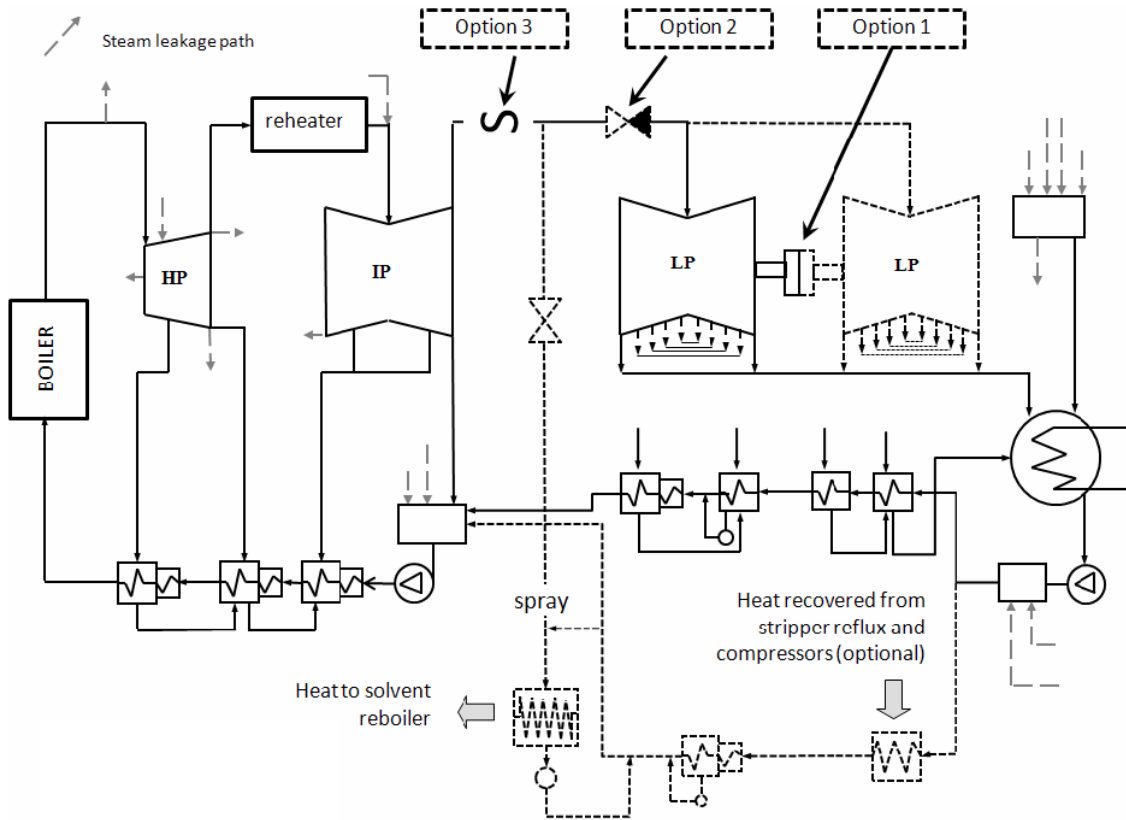 Option 3
Option 2
Option 1
Steam leakage path
reheater
HP
IP
LP
LP
BOILER
spray
Heat recovered from
stripper reflux and
compressors (optional)
Heat to solvent
reboiler